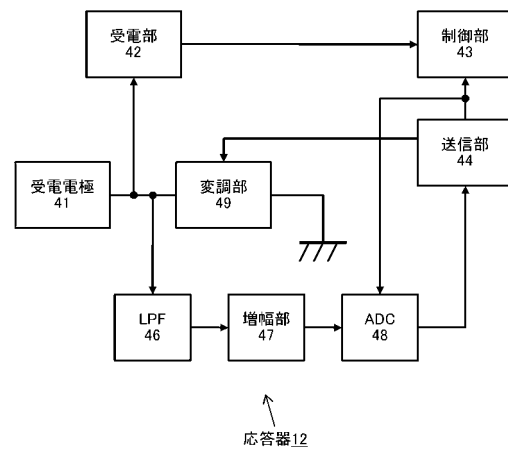 受電部
42
制御部
43
送信部
44
受電電極
41
変調部
49
LPF
46
増幅部
47
ADC
48
応答器12